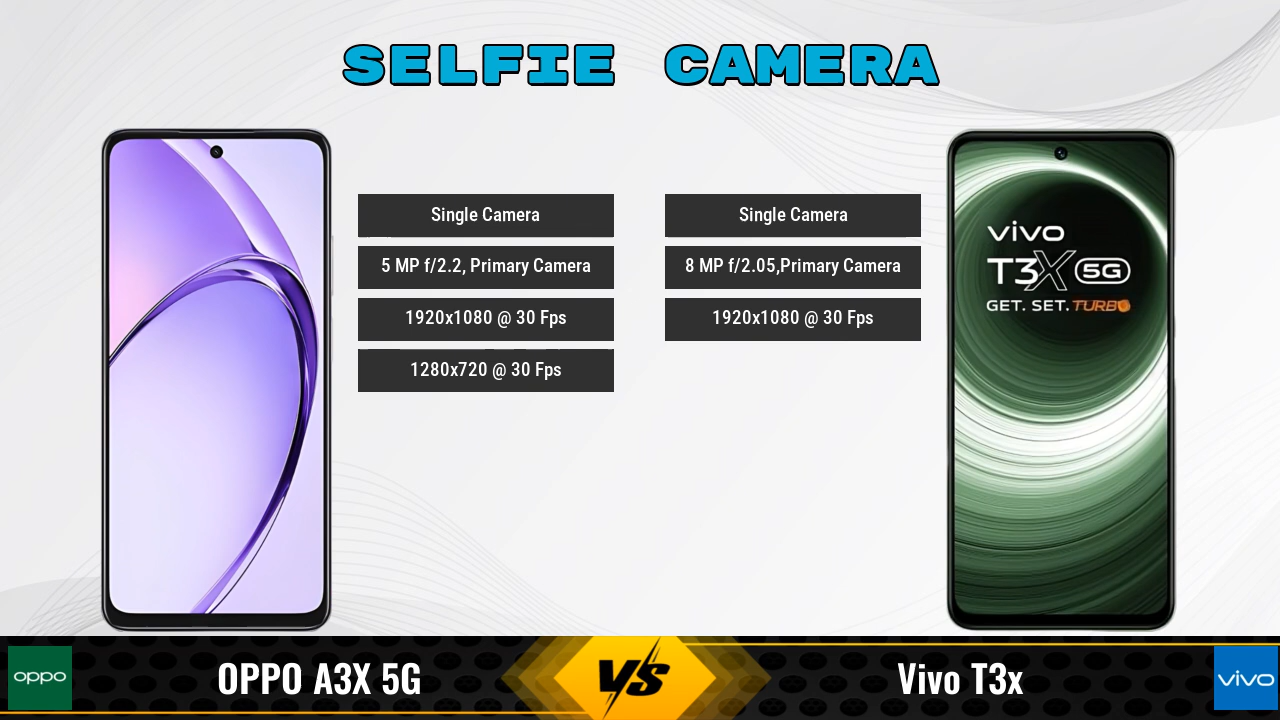 SELFIE CAMERA
Single Camera
5 MP f/2.2, Primary Camera
1920x1080 @ 30 Fps
1280x720 @ 30 Fps
Single Camera
8 MP f/2.05,Primary Camera
1920x1080 @ 30 Fps
vivo
T3X 5G
GET. SET. TURBO
oppo
OPPO A3X 5G
VS
Vivo T3x
vivo